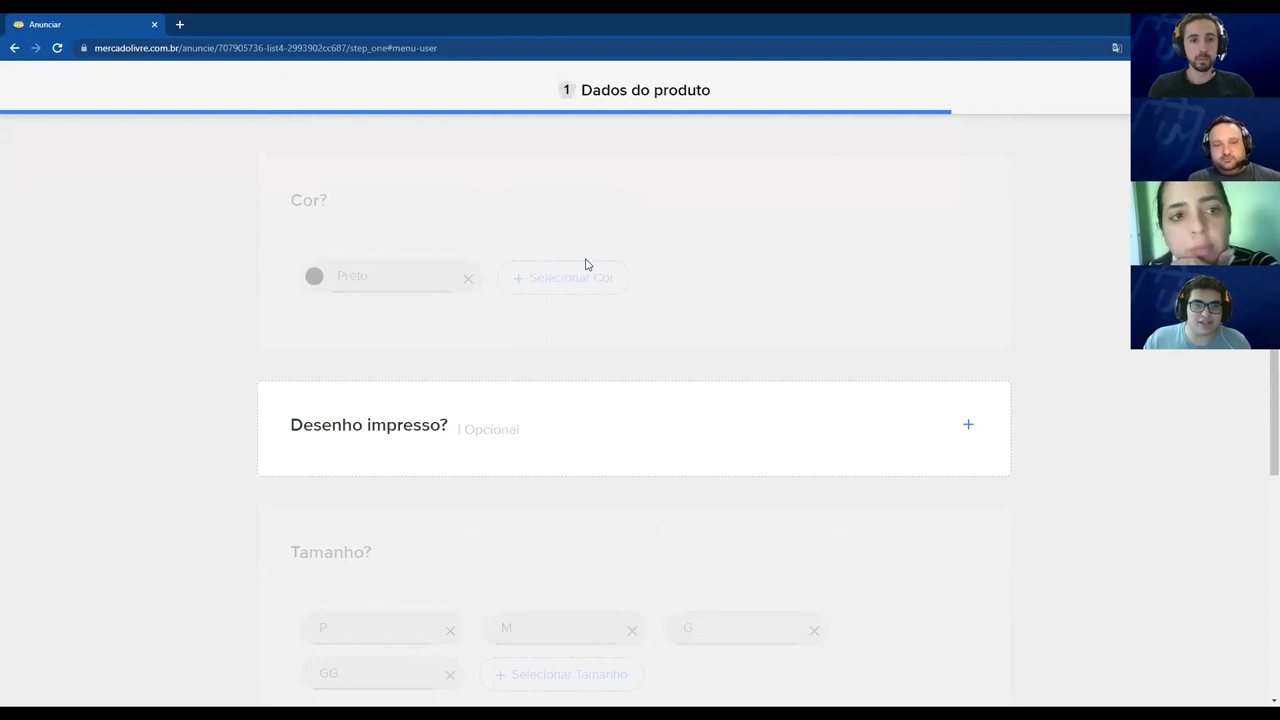 Anunciar
mercadolivre.com.br/anuncie/707905736-list4-2993902cc687/step_one#menu-user
1 Dados do produto
Cor?
Preto
+ Selecionar Cor
Desenho impresso? | Opcional
Tamanho?
P
M
G
GG
+ Selecionar Tamanho